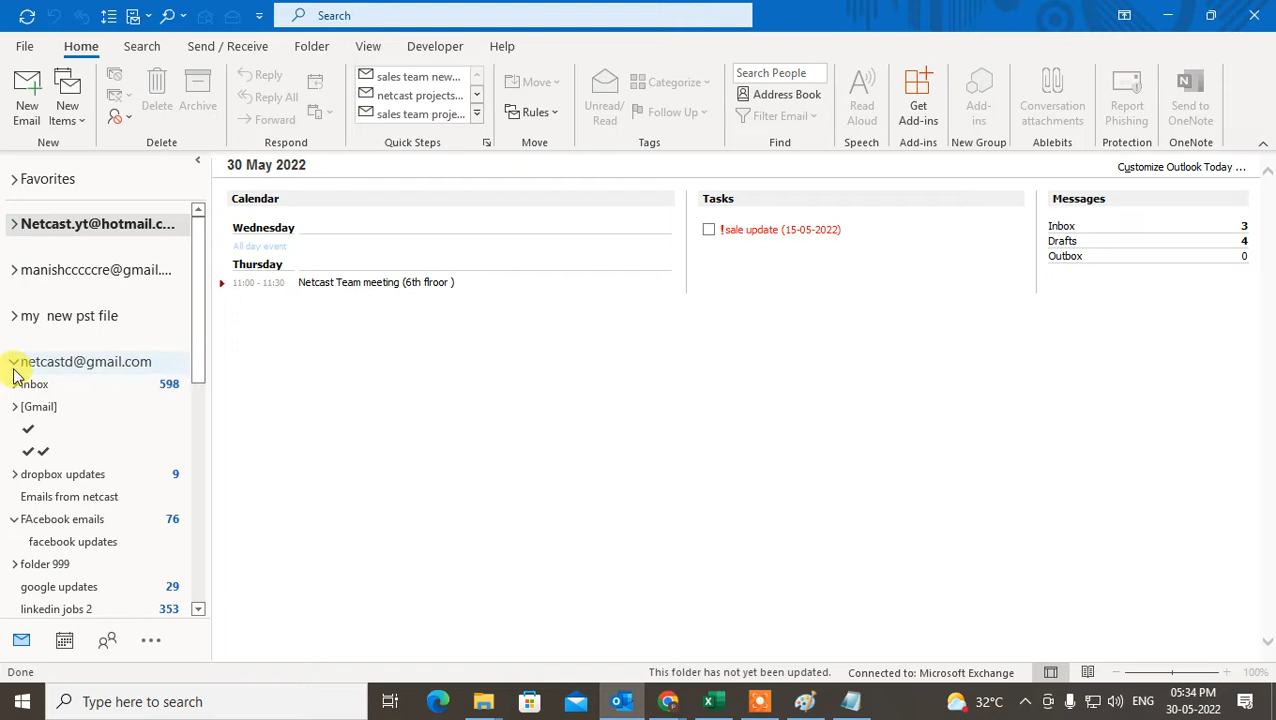 Search
File Home Search Send / Receive Folder View Developer Help
New Email
New Items
Delete
Archive
Reply
Reply All
Forward
sales team new...
netcast projects...
sales team proje...
Move
Rules
Unread/ Read
Categorize
Follow Up
Search People
Address Book
Filter Email
Read Aloud
Get Add-ins
Add-ins
Conversation attachments
Report Phishing
Send to OneNote
New Delete Respond Quick Steps Move Tags Find Speech Add-ins New Group Ablebits Protection OneNote
Favorites
Netcast.yt@hotmail.c...
manishcccccre@gmail....
my new pst file
netcastd@gmail.com
Inbox 598
[Gmail]
dropbox updates 9
Emails from netcast
FAcebook emails 76
facebook updates
folder 999
google updates 29
linkedin jobs 2 353
30 May 2022
Customize Outlook Today ...
Calendar
Wednesday
All day event
Thursday
11:00 - 11:30 Netcast Team meeting (6th flroor )
Tasks
!sale update (15-05-2022)
Messages
Inbox 3
Drafts 4
Outbox 0
Done
This folder has not yet been updated. Connected to: Microsoft Exchange
100%
Type here to search
32°C
ENG
05:34 PM
30-05-2022